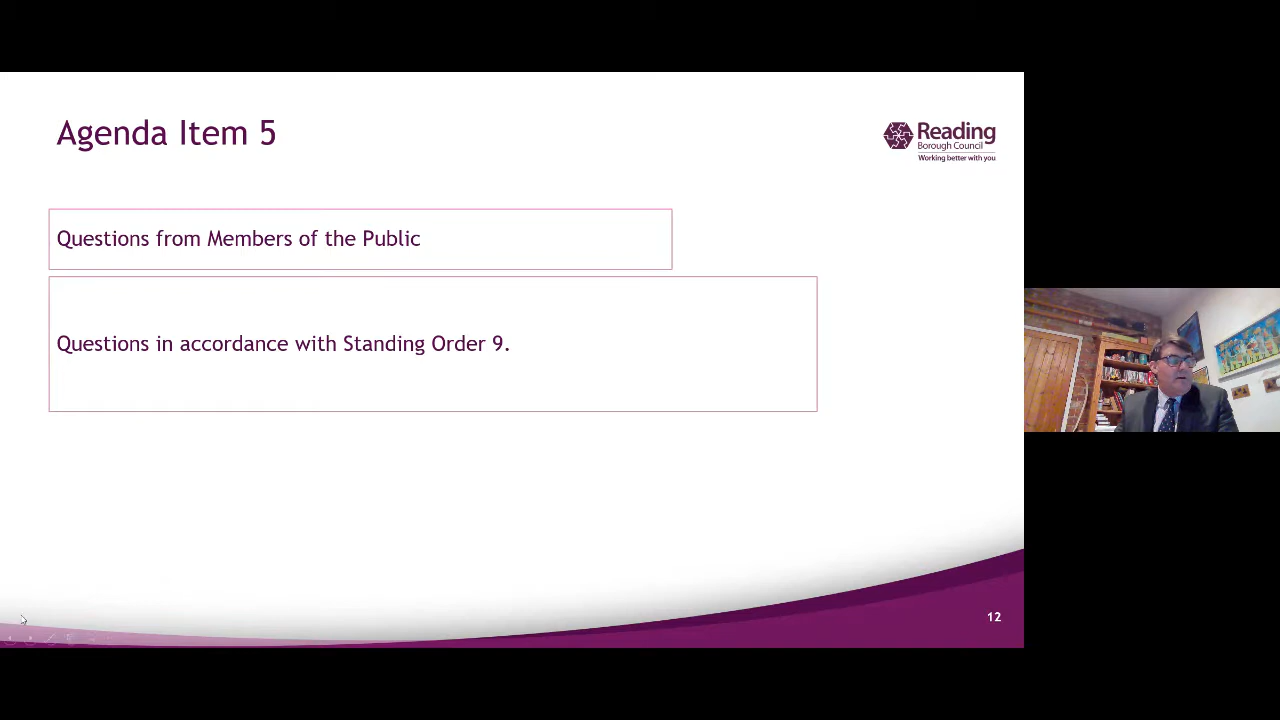 Agenda Item 5
Reading
Borough Council
Working better with you
Questions from Members of the Public
Questions in accordance with Standing Order 9.
12